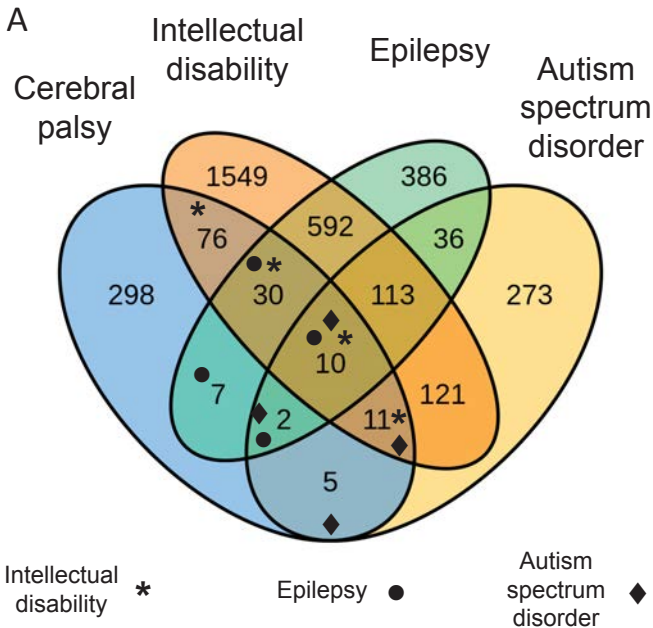 A
Intellectual
disability
Epilepsy
Autism
spectrum
disorder
Cerebral
palsy
1549
386
*
76
592
36
*
298
30
113
273
*
10
7
2
11*
121
5
Intellectual
disability *
Epilepsy ●
Autism
spectrum
disorder ♦